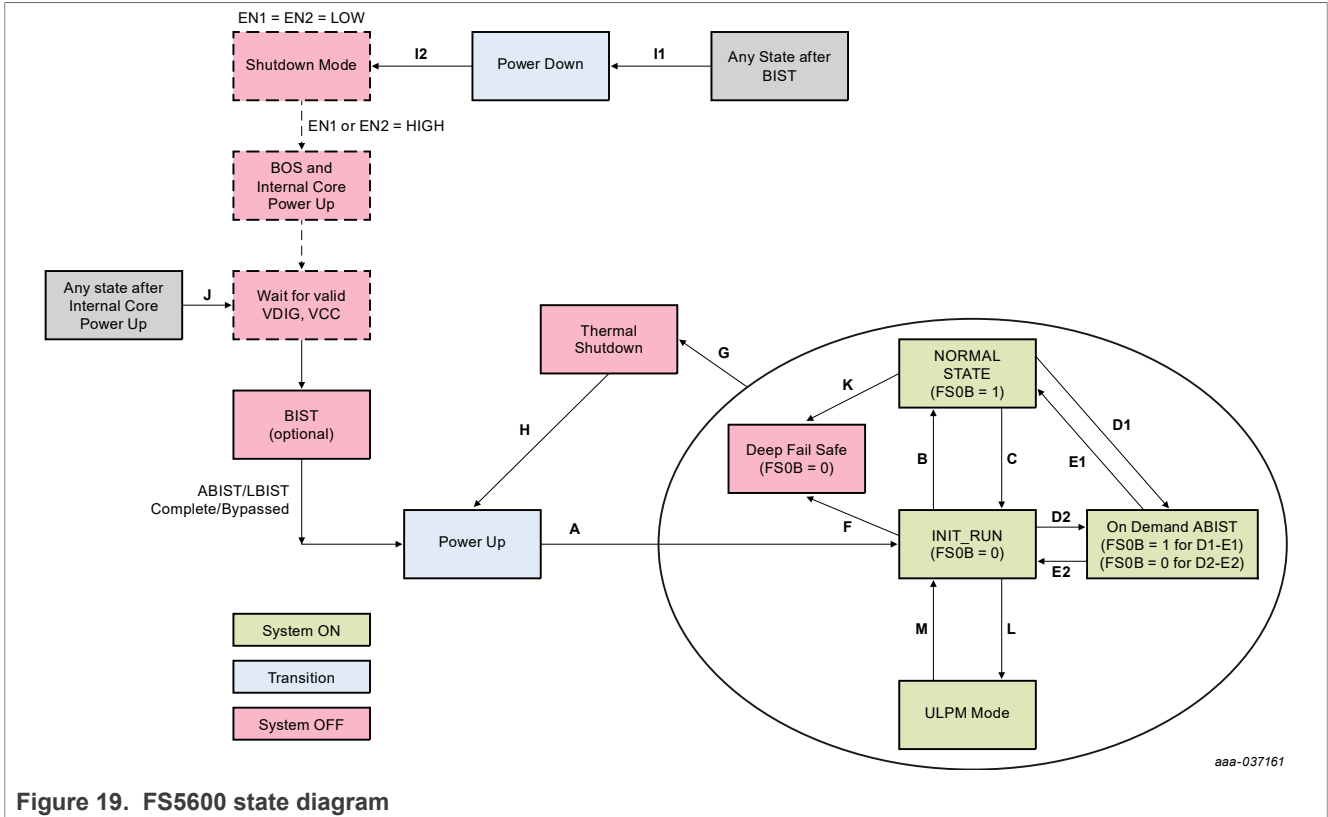 EN1 = EN2 = LOW
Shutdown Mode
I2
Power Down
I1
Any State after
BIST
EN1 or EN2 = HIGH
BOS and
Internal Core
Power Up
Any state after
Internal Core
Power Up
J
Wait for valid
VDIG, VCC
Thermal
Shutdown
G
NORMAL
STATE
(FS0B = 1)
K
D1
BIST
(optional)
H
Deep Fail Safe
(FS0B = 0)
B
C
E1
ABIST/LBIST
Complete/Bypassed
Power Up
A
F
INIT_RUN
(FS0B = 0)
D2
E2
On Demand ABIST
(FS0B = 1 for D1-E1)
(FS0B = 0 for D2-E2)
System ON
M
L
Transition
ULPM Mode
System OFF
aaa-037161
Figure 19. FS5600 state diagram